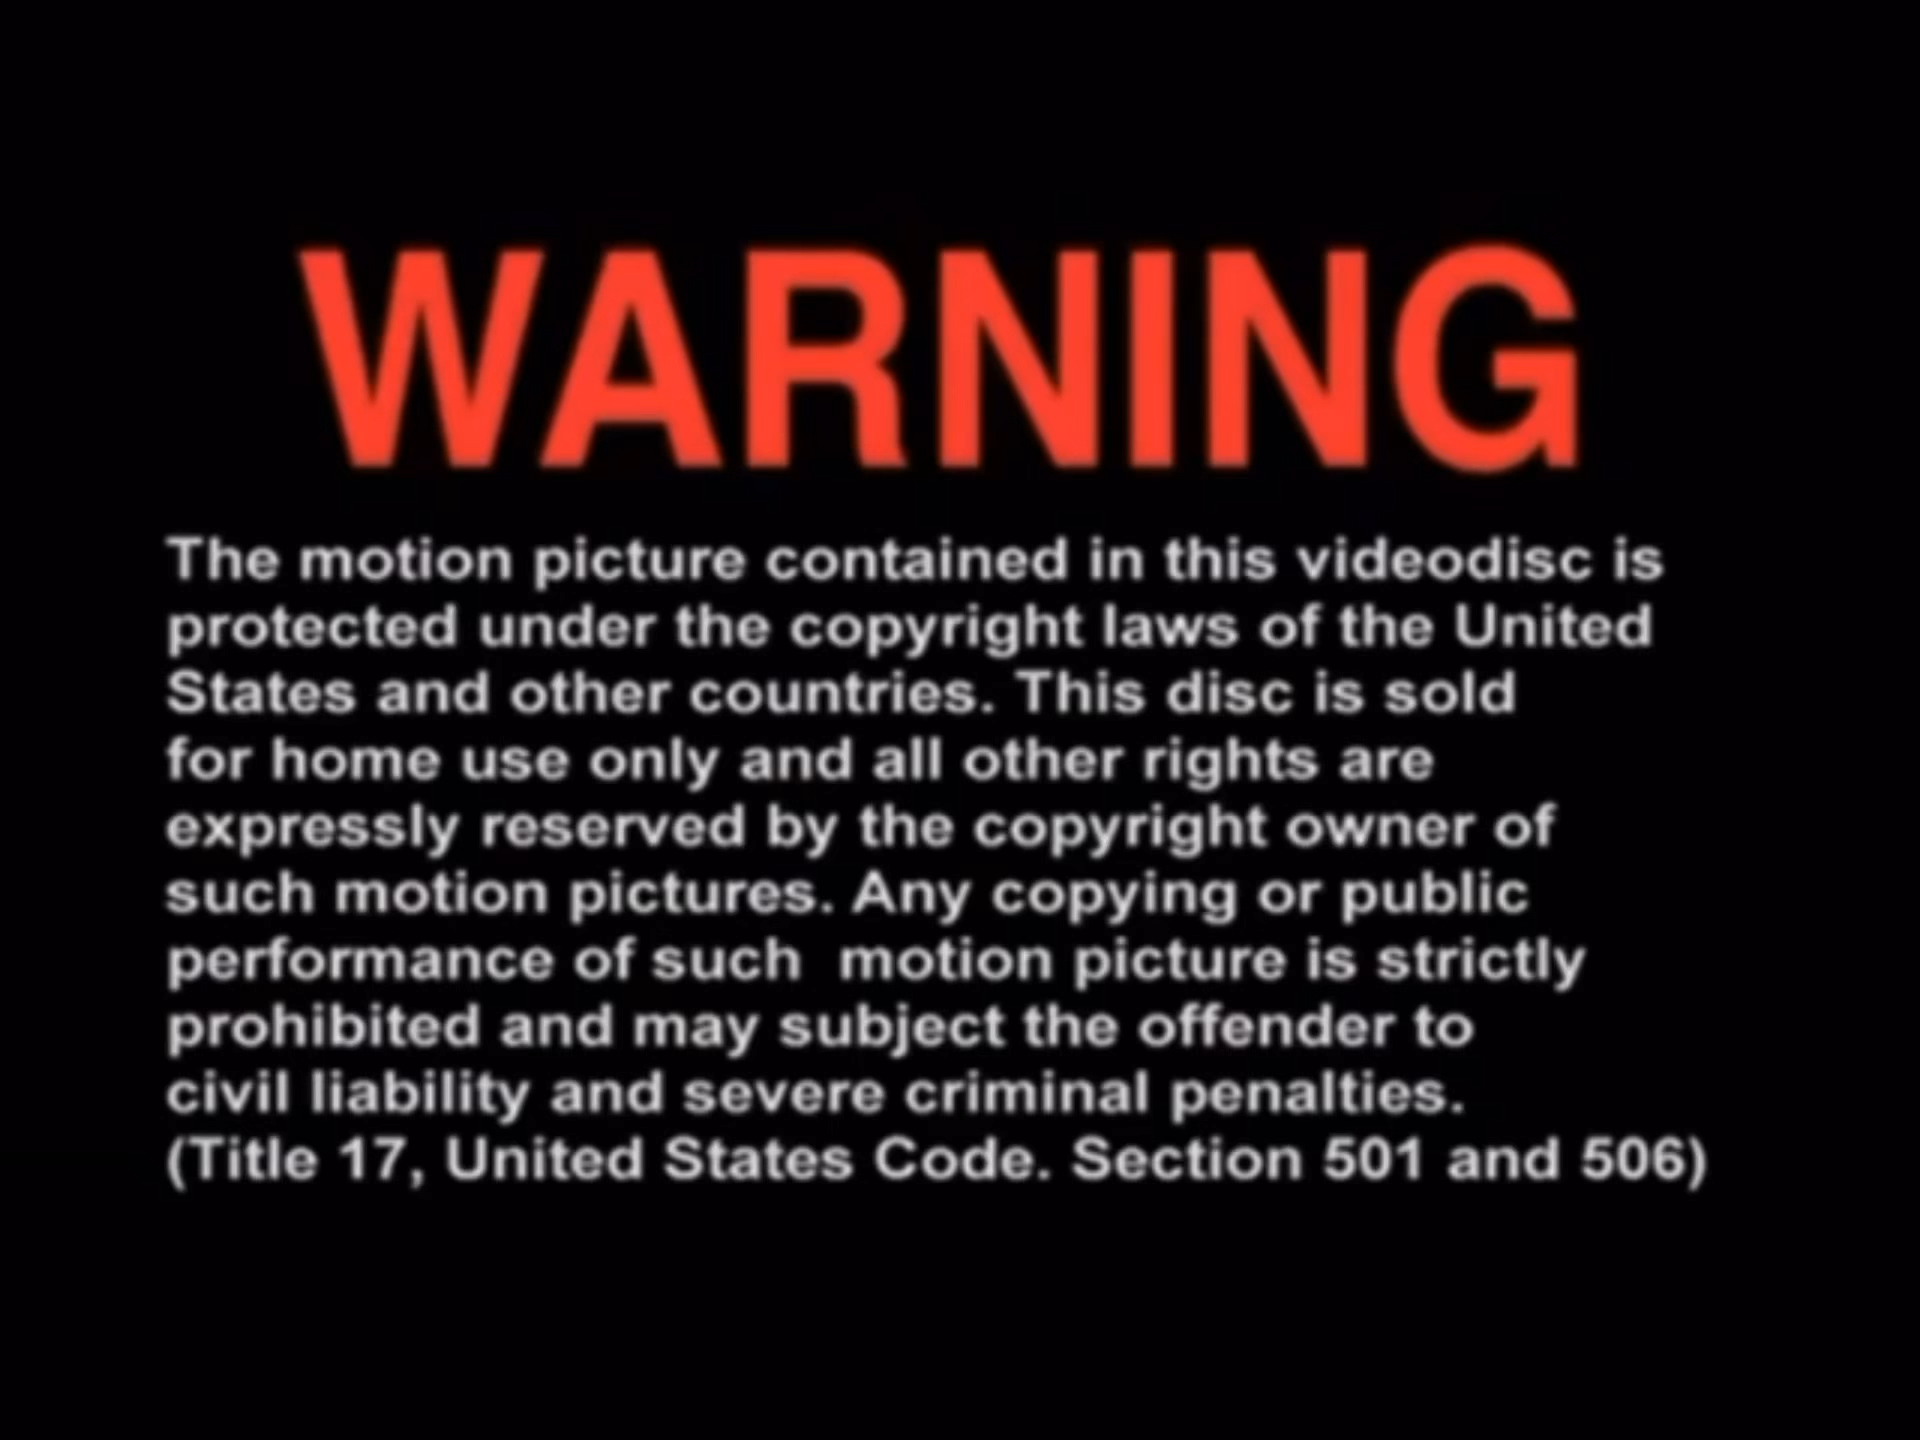 WARNING
The motion picture contained in this videodisc is
protected under the copyright laws of the United
States and other countries. This disc is sold
for home use only and all other rights are
expressly reserved by the copyright owner of
such motion pictures. Any copying or public
performance of such  motion picture is strictly
prohibited and may subject the offender to
civil liability and severe criminal penalties.
(Title 17, United States Code. Section 501 and 506)